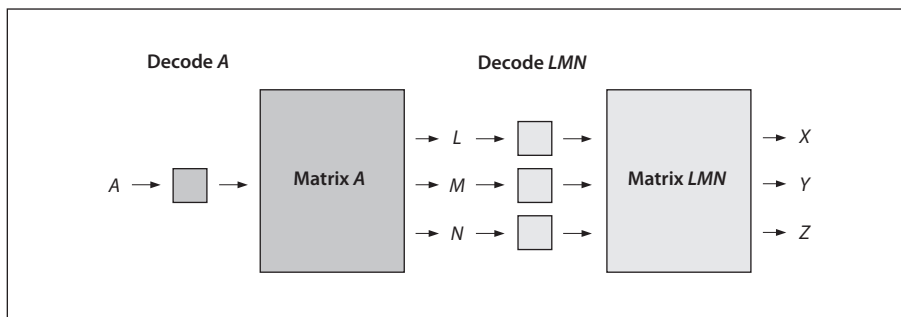 Decode A Decode LMN
L X
A Matrix A M Matrix LMN Y
N Z